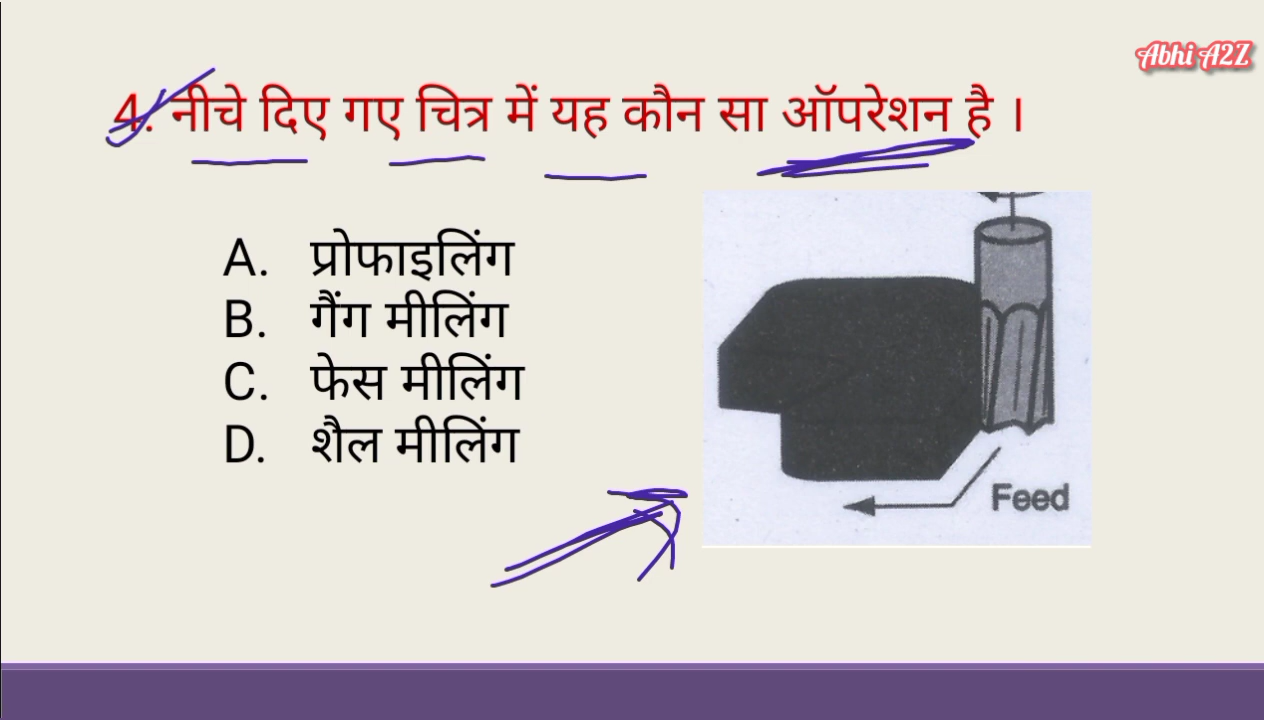 Abhi A2Z
4. नीचे दिए गए चित्र में यह कौन सा ऑपरेशन है ।
A. प्रोफाइलिंग
B. गैंग मीलिंग
C. फेस मीलिंग
D. शैल मीलिंग
Feed